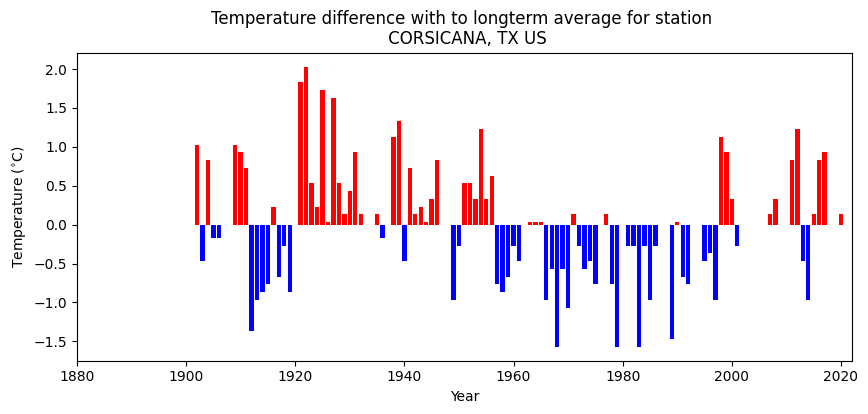 Temperature difference with to longterm average for station
CORSICANA, TX US
Temperature (°C)
2.0
1.5
1.0
0.5
0.0
−0.5
−1.0
−1.5
1880 1900 1920 1940 1960 1980 2000 2020
Year